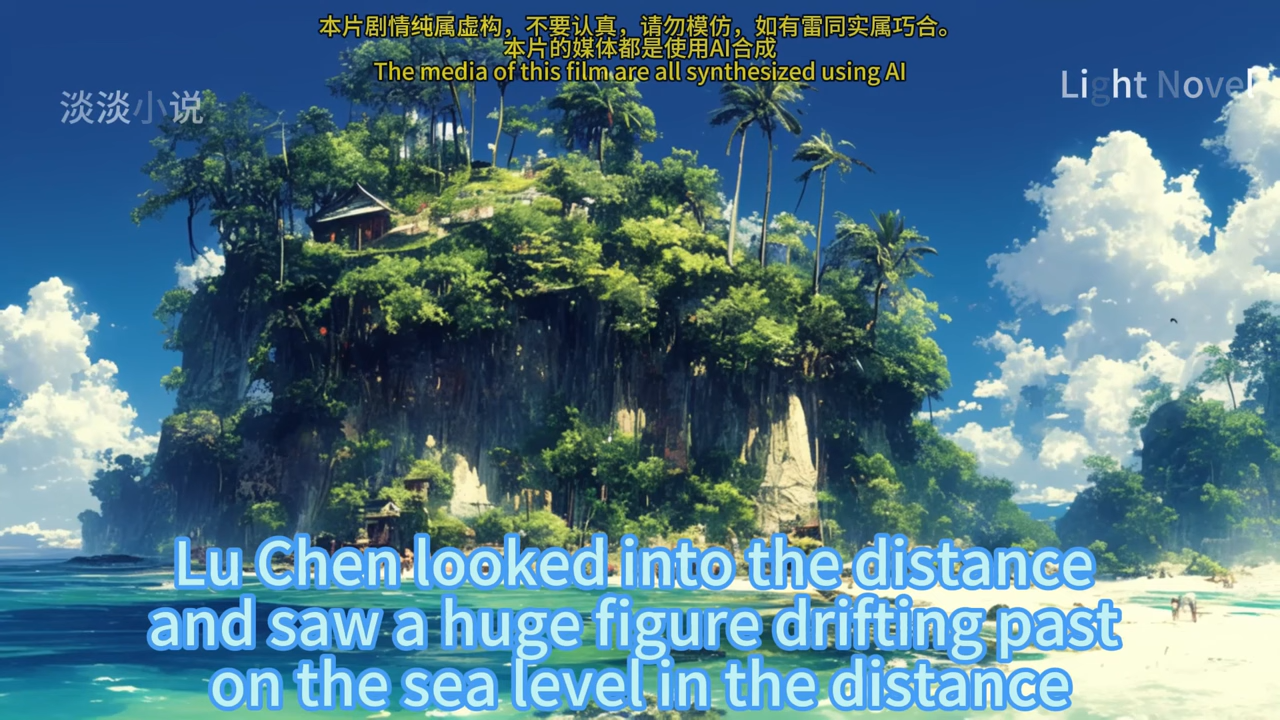 本片剧情纯属虚构，不要认真，请勿模仿，如有雷同实属巧合。
本片的媒体都是使用AI合成
The media of this film are all synthesized using AI
淡淡小说
Light Novel
Lu Chen looked into the distance
and saw a huge figure drifting past
on the sea level in the distance